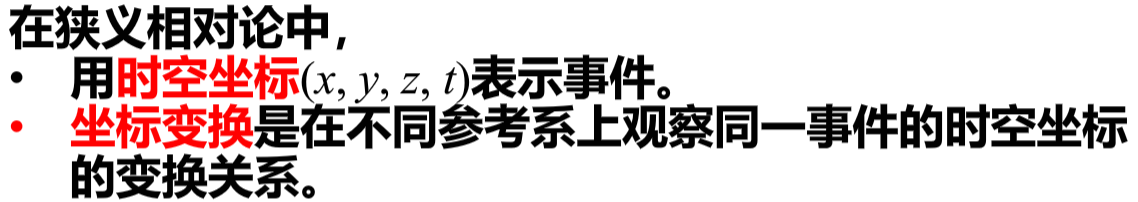 在狭义相对论中，
• 用时空坐标(x, y, z, t)表示事件。
• 坐标变换是在不同参考系上观察同一事件的时空坐标
的变换关系。